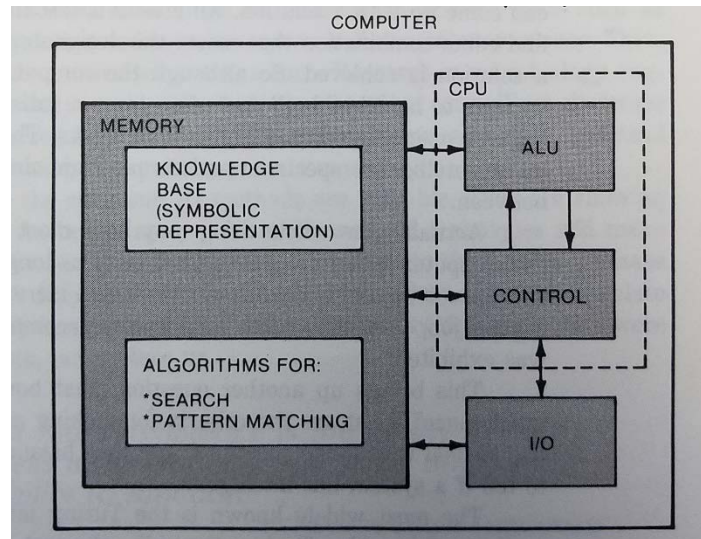 COMPUTER
CPU
MEMORY
ALU
KNOWLEDGE
BASE
(SYMBOLIC
REPRESENTATION)
CONTROL
ALGORITHMS FOR:
*SEARCH
*PATTERN MATCHING
I/O